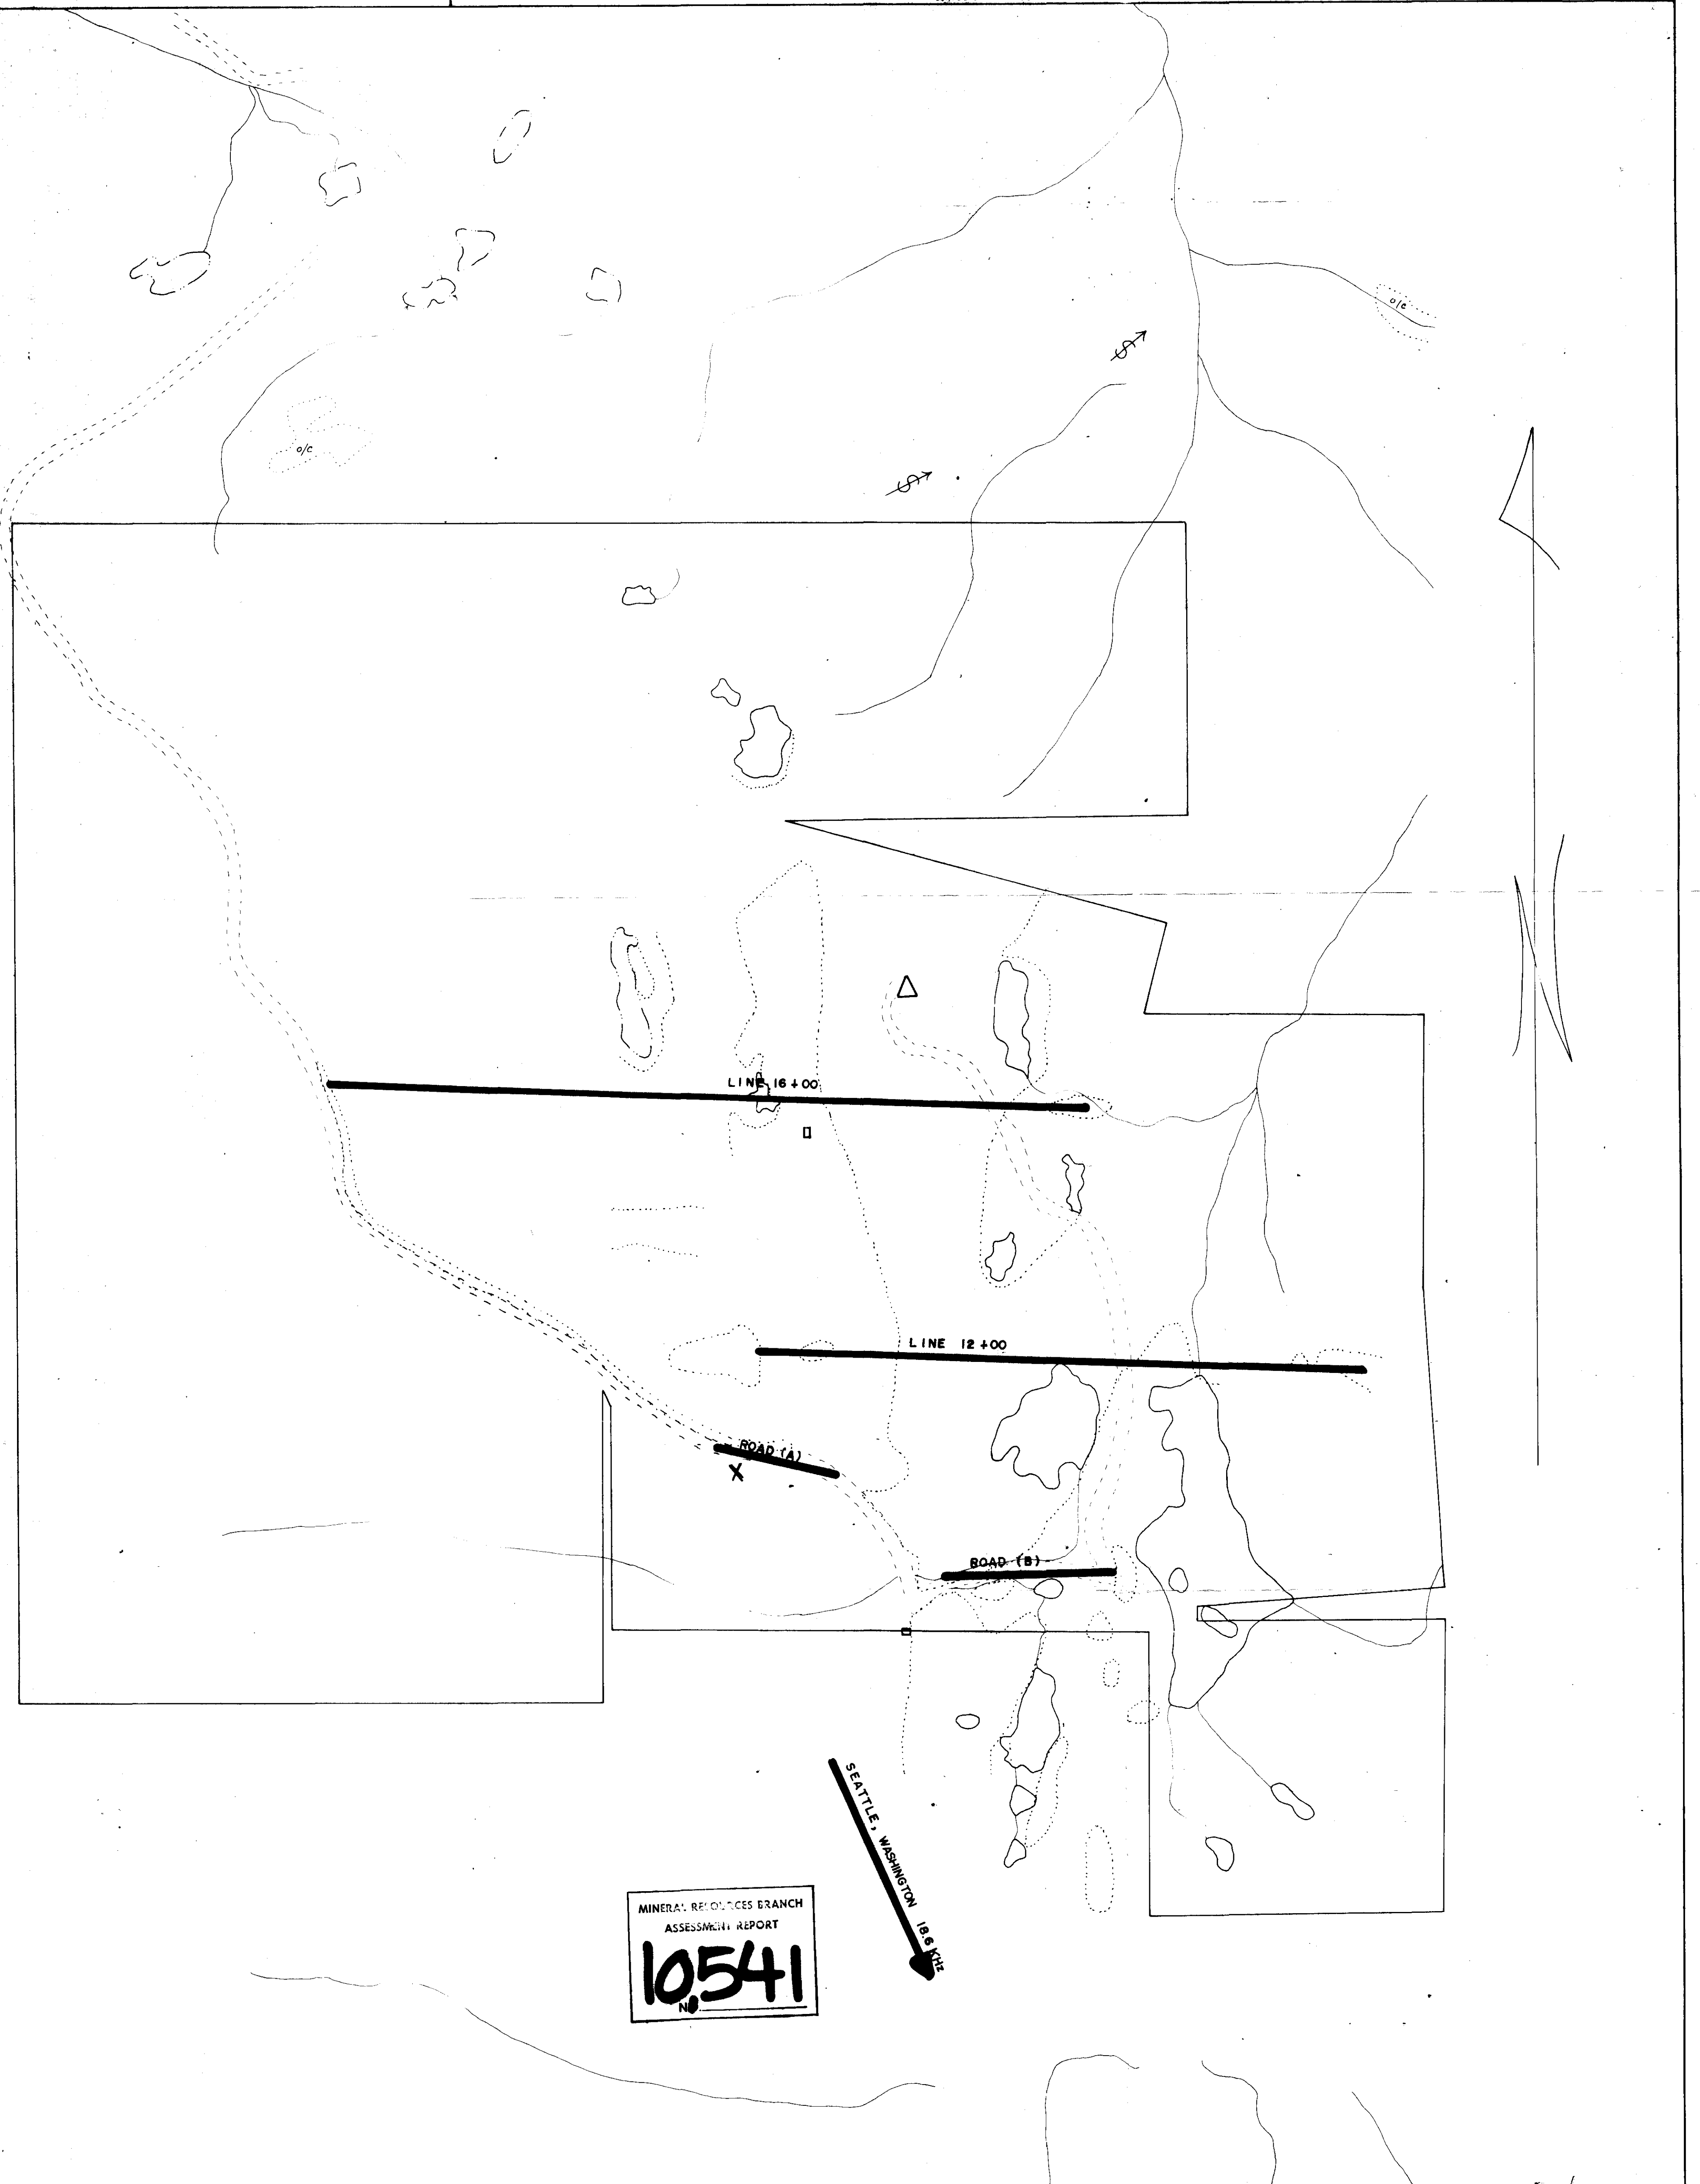 o/c
o/c
LINE 16+00
LINE 12+00
ROAD (A)
X
ROAD (B)
SEATTLE, WASHINGTON 18.6 KHz
MINERAL RESOURCES BRANCH
ASSESSMENT REPORT
10,541
NO
N